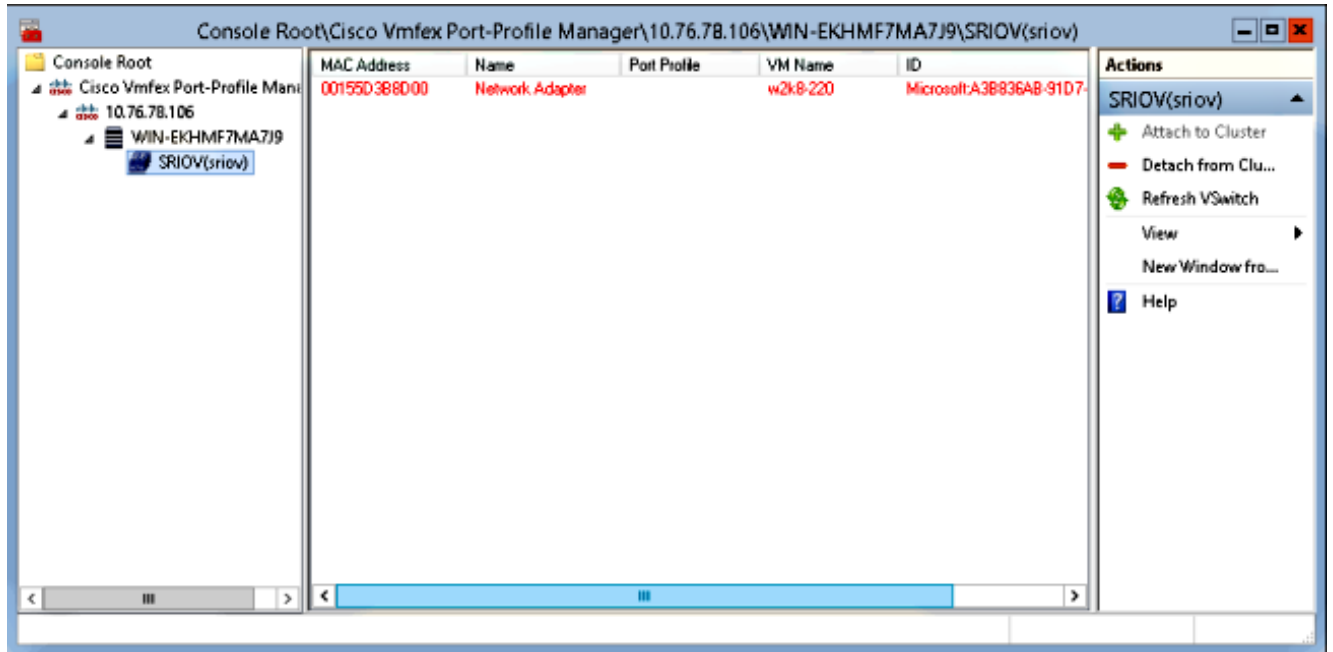 Console Root\Cisco Vmfex Port-Profile Manager\10.76.78.106\WIN-EKHMF7MA7J9\SRIOV(sriov)
Console Root
Cisco Vmfex Port-Profile Mana
10.76.78.106
WIN-EKHMF7MA7J9
SRIOV(sriov)
MAC Address Name Port Profile VM Name ID
00155D3B8D00 Network Adapter w2k8-220 Microsoft:A3B836AB-91D7-
Actions
SRIOV(sriov)
Attach to Cluster
Detach from Clu...
Refresh VSwitch
View
New Window fro...
Help